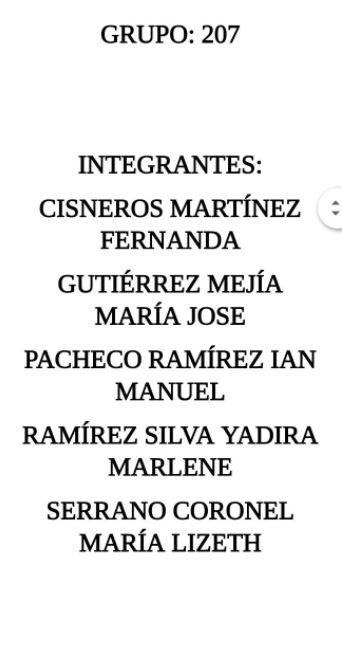 GRUPO: 207
INTEGRANTES:
CISNEROS MARTÍNEZ
FERNANDA
GUTIÉRREZ MEJÍA
MARÍA JOSE
PACHECO RAMÍREZ IAN
MANUEL
RAMÍREZ SILVA YADIRA
MARLENE
SERRANO CORONEL
MARÍA LIZETH